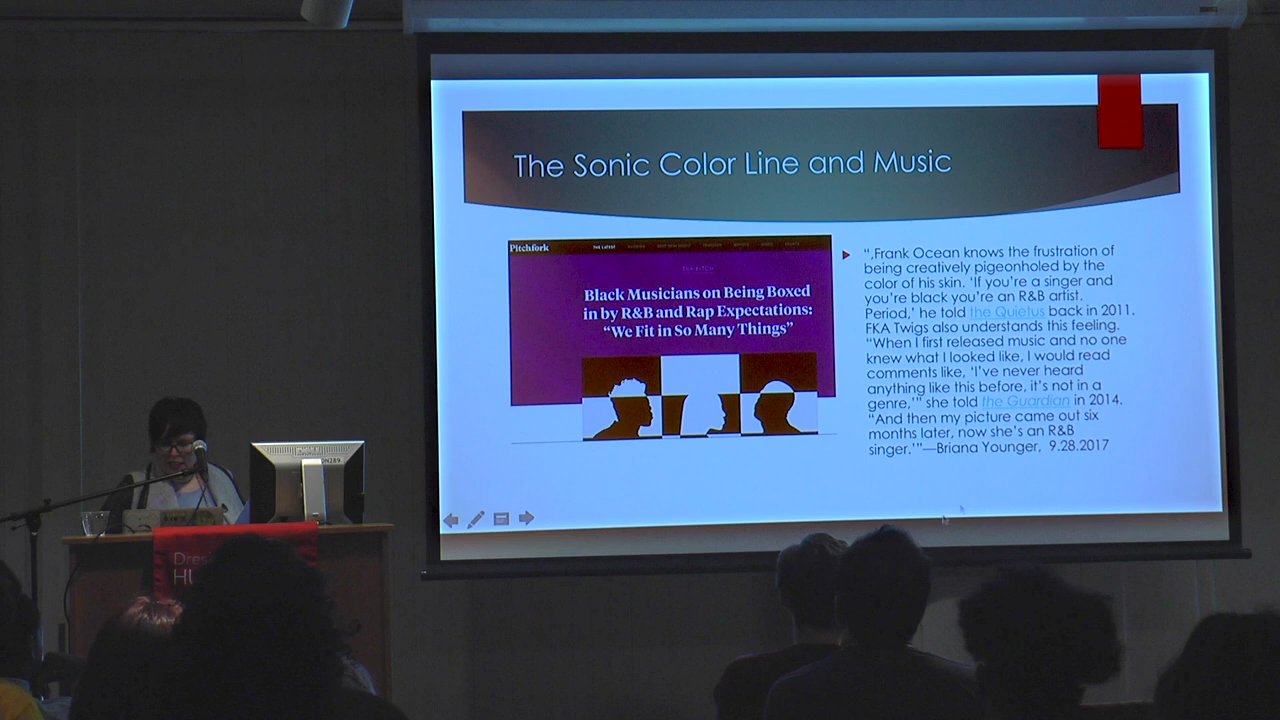 The Sonic Color Line and Music
Pitchfork
THE LATEST
Black Musicians on Being Boxed
in by R&B and Rap Expectations:
“We Fit in So Many Things”
“,Frank Ocean knows the frustration of
being creatively pigeonholed by the
color of his skin. ‘If you’re a singer and
you’re black you’re an R&B artist.
Period,’ he told the Quietus back in 2011.
FKA Twigs also understands this feeling.
“When I first released music and no one
knew what I looked like, I would read
comments like, ‘I’ve never heard
anything like this before, it’s not in a
genre,’” she told the Guardian in 2014.
“And then my picture came out six
months later, now she’s an R&B
singer.’”—Briana Younger, 9.28.2017